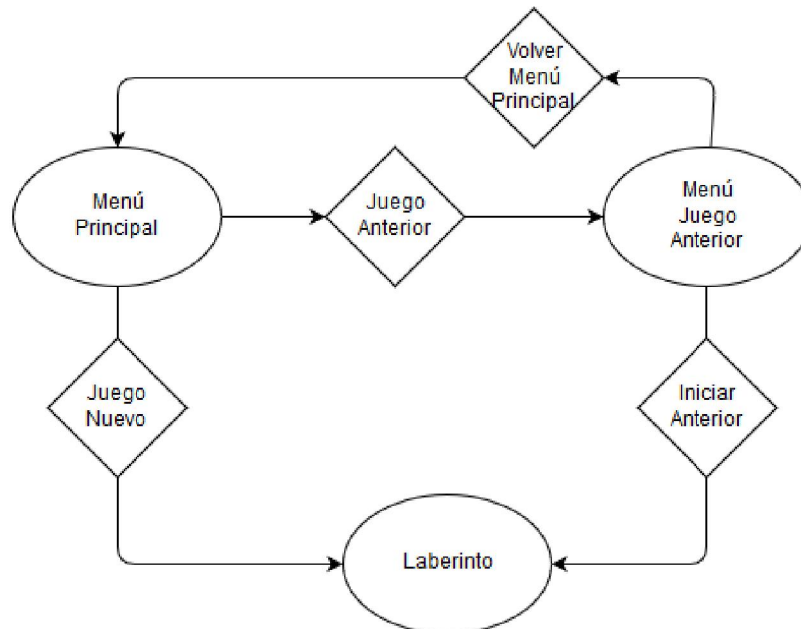 Volver
Menú
Principal
Menú
Principal
Juego
Anterior
Menú
Juego
Anterior
Juego
Nuevo
Iniciar
Anterior
Laberinto